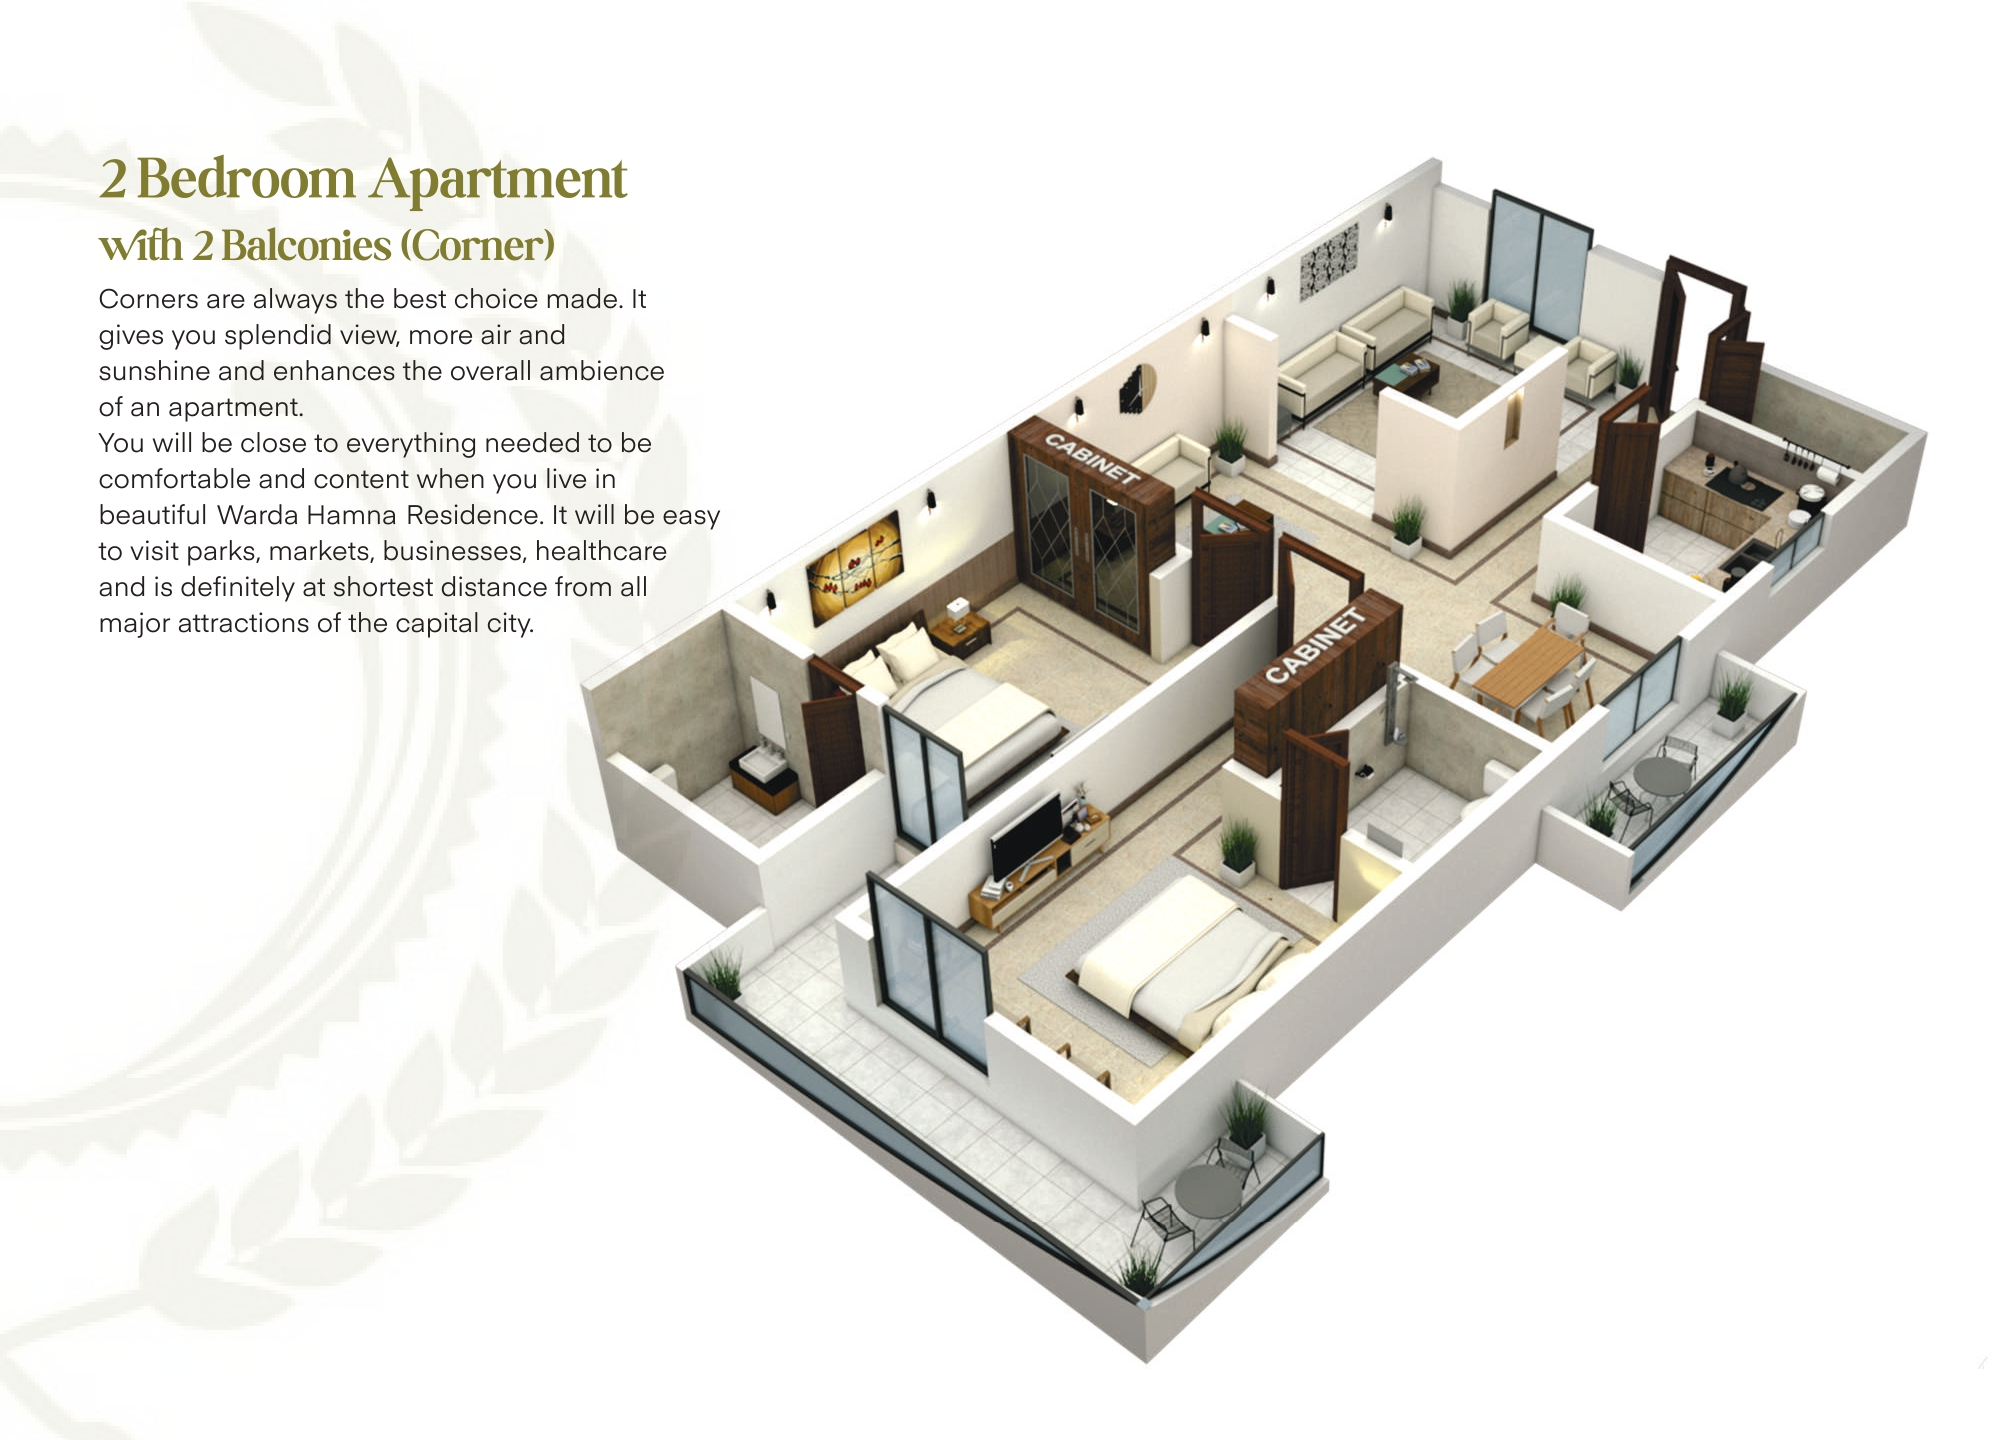 2 Bedroom Apartment
with 2 Balconies (Corner)
Corners are always the best choice made. It
gives you splendid view, more air and
sunshine and enhances the overall ambience
of an apartment.
You will be close to everything needed to be
comfortable and content when you live in
beautiful Warda Hamna Residence. It will be easy
to visit parks, markets, businesses, healthcare
and is definitely at shortest distance from all
major attractions of the capital city.
CABINET
CABINET